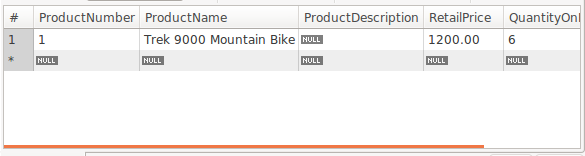 # ProductNumber ProductName ProductDescription RetailPrice QuantityOn
1 1 Trek 9000 Mountain Bike NULL 1200.00 6
* NULL NULL NULL NULL NULL